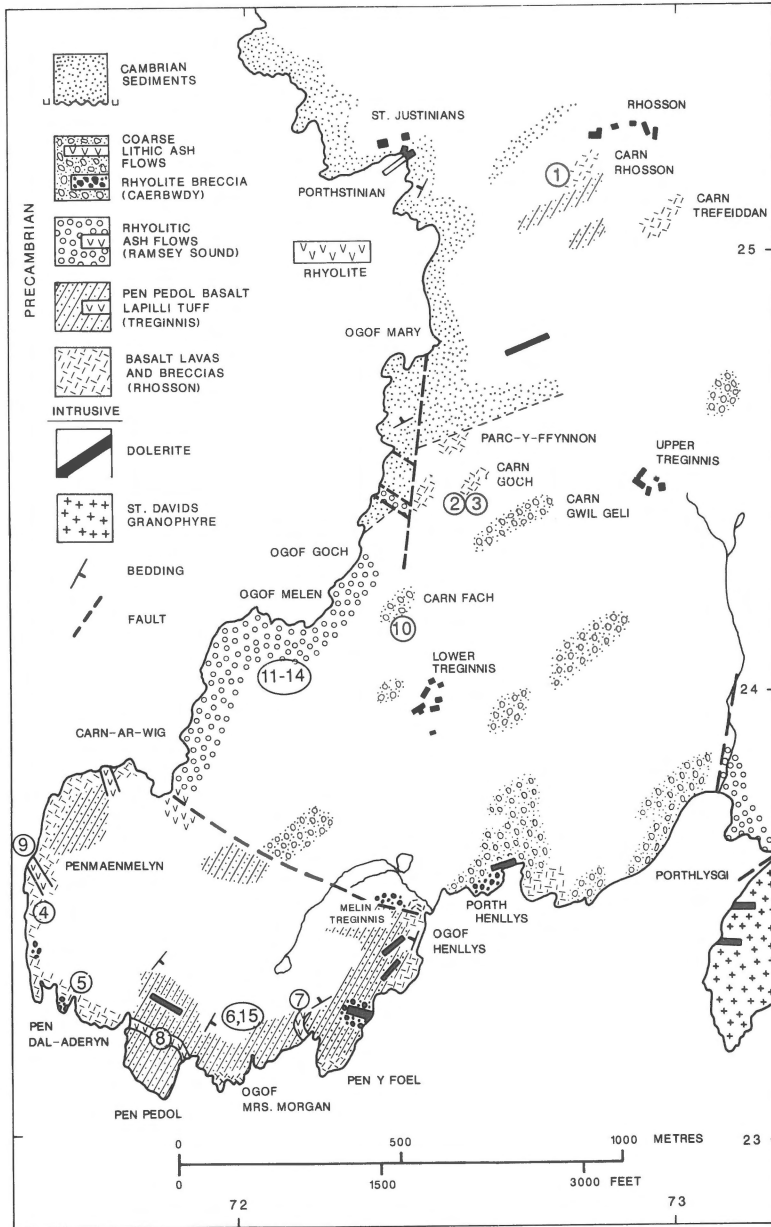 CAMBRIAN
SEDIMENTS
PRECAMBRIAN
COARSE
LITHIC ASH
FLOWS
RHYOLITE BRECCIA
(CAERBWDY)
RHYOLITIC
ASH FLOWS
(RAMSEY SOUND)
PEN PEDOL BASALT
LAPILLI TUFF
(TREGINNIS)
BASALT LAVAS
AND BRECCIAS
(RHOSSON)
INTRUSIVE
DOLERITE
ST. DAVIDS
GRANOPHYRE
BEDDING
FAULT
RHYOLITE
ST. JUSTINIANS
PORTHSTINIAN
RHOSSON
1
CARN
RHOSSON
CARN
TREFEIDDAN
25
OGOF MARY
PARC-Y-FFYNNON
UPPER
TREGINNIS
CARN
GOCH
2
3
CARN
GWIL GELI
OGOF GOCH
OGOF MELEN
CARN FACH
10
11-14
LOWER
TREGINNIS
24
CARN-AR-WIG
9
PENMAENMELYN
4
PORTHLYSGI
MELIN
TREGINNIS
PORTH
HENLLYS
OGOF
HENLLYS
5
6,15
7
8
PEN
DAL-ADERYN
PEN PEDOL
OGOF
MRS. MORGAN
PEN Y FOEL
0 500 1000 METRES
23
0 1500 3000 FEET
72 73